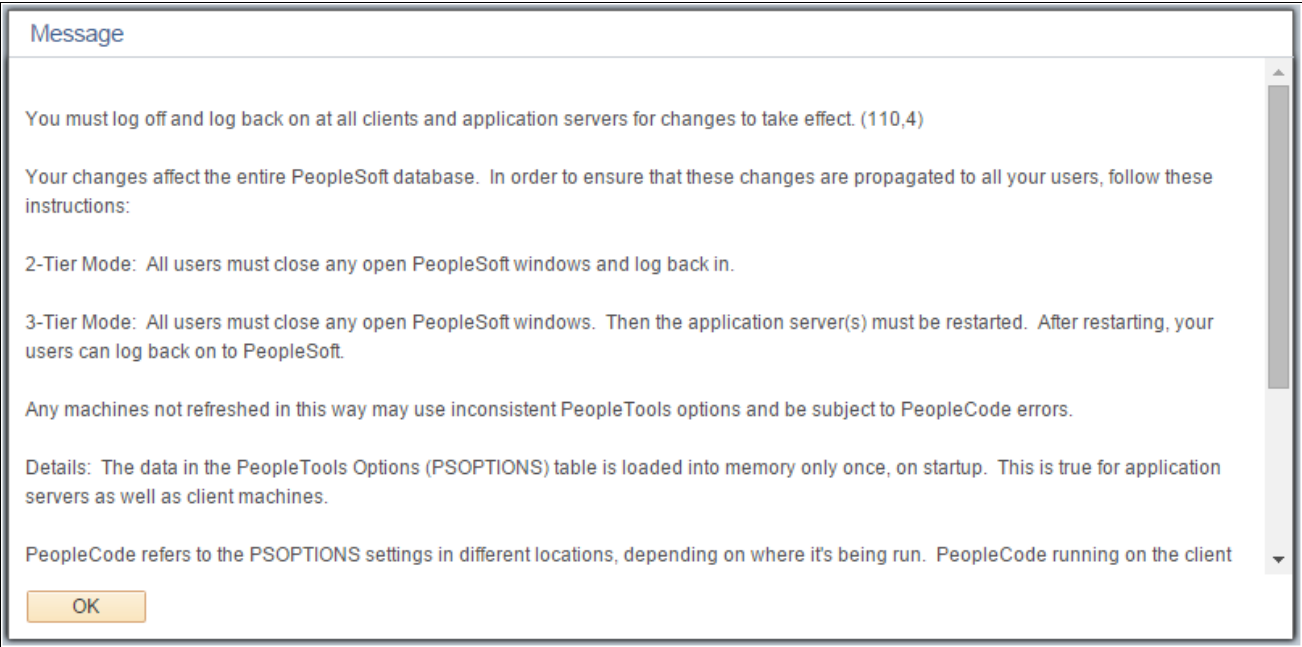 Message
You must log off and log back on at all clients and application servers for changes to take effect. (110,4)
Your changes affect the entire PeopleSoft database.  In order to ensure that these changes are propagated to all your users, follow these
instructions:
2-Tier Mode:  All users must close any open PeopleSoft windows and log back in.
3-Tier Mode:  All users must close any open PeopleSoft windows.  Then the application server(s) must be restarted.  After restarting, your
users can log back on to PeopleSoft.
Any machines not refreshed in this way may use inconsistent PeopleTools options and be subject to PeopleCode errors.
Details:  The data in the PeopleTools Options (PSOPTIONS) table is loaded into memory only once, on startup.  This is true for application
servers as well as client machines.
PeopleCode refers to the PSOPTIONS settings in different locations, depending on where it's being run.  PeopleCode running on the client
OK